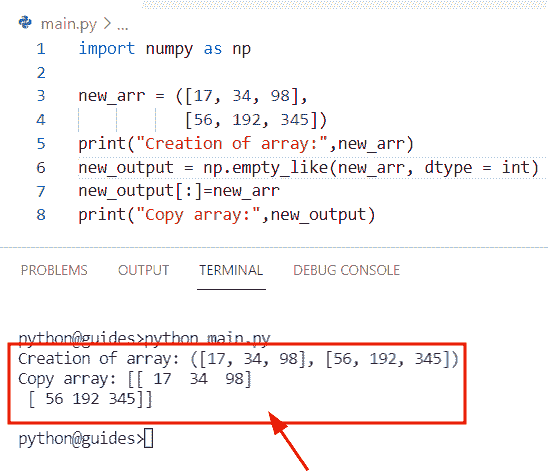 main.py > ...
1 import numpy as np
2
3 new_arr = ([17, 34, 98],
4 [56, 192, 345])
5 print("Creation of array:",new_arr)
6 new_output = np.empty_like(new_arr, dtype = int)
7 new_output[:]=new_arr
8 print("Copy array:",new_output)
PROBLEMS OUTPUT TERMINAL DEBUG CONSOLE
python@guides>python main.py
Creation of array: ([17, 34, 98], [56, 192, 345])
Copy array: [[ 17  34  98]
 [ 56 192 345]]
python@guides>